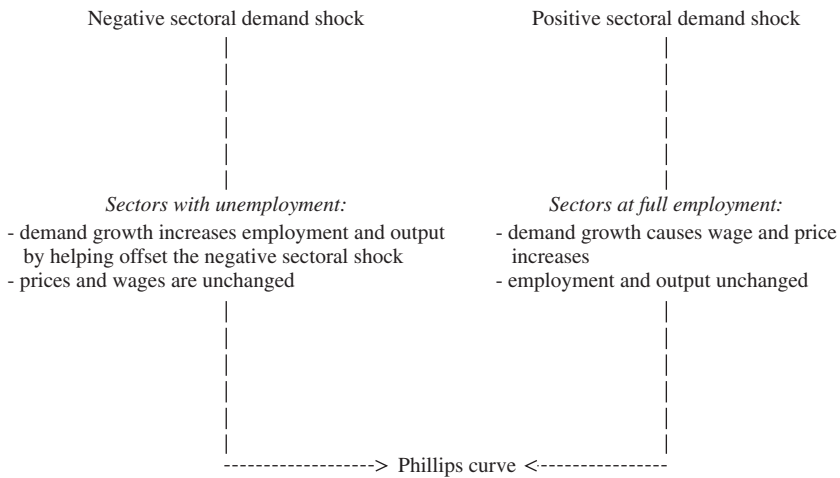 Negative sectoral demand shock
Positive sectoral demand shock
Sectors with unemployment:
- demand growth increases employment and output
by helping offset the negative sectoral shock
- prices and wages are unchanged
Sectors at full employment:
- demand growth causes wage and price
increases
- employment and output unchanged
Phillips curve